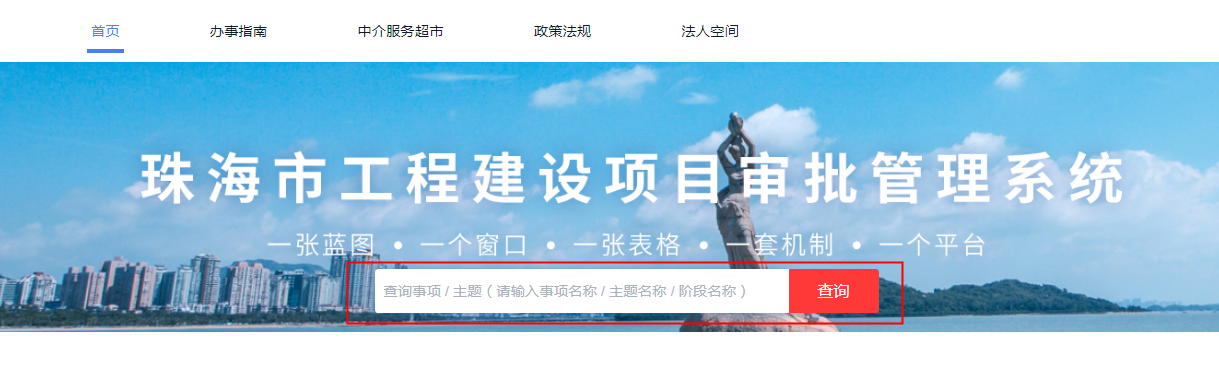 首页 办事指南 中介服务超市 政策法规 法人空间
珠海市工程建设项目审批管理系统
一张蓝图 • 一个窗口 • 一张表格 • 一套机制 • 一个平台
查询事项 / 主题 ( 请输入事项名称 / 主题名称 / 阶段名称 ) 查询